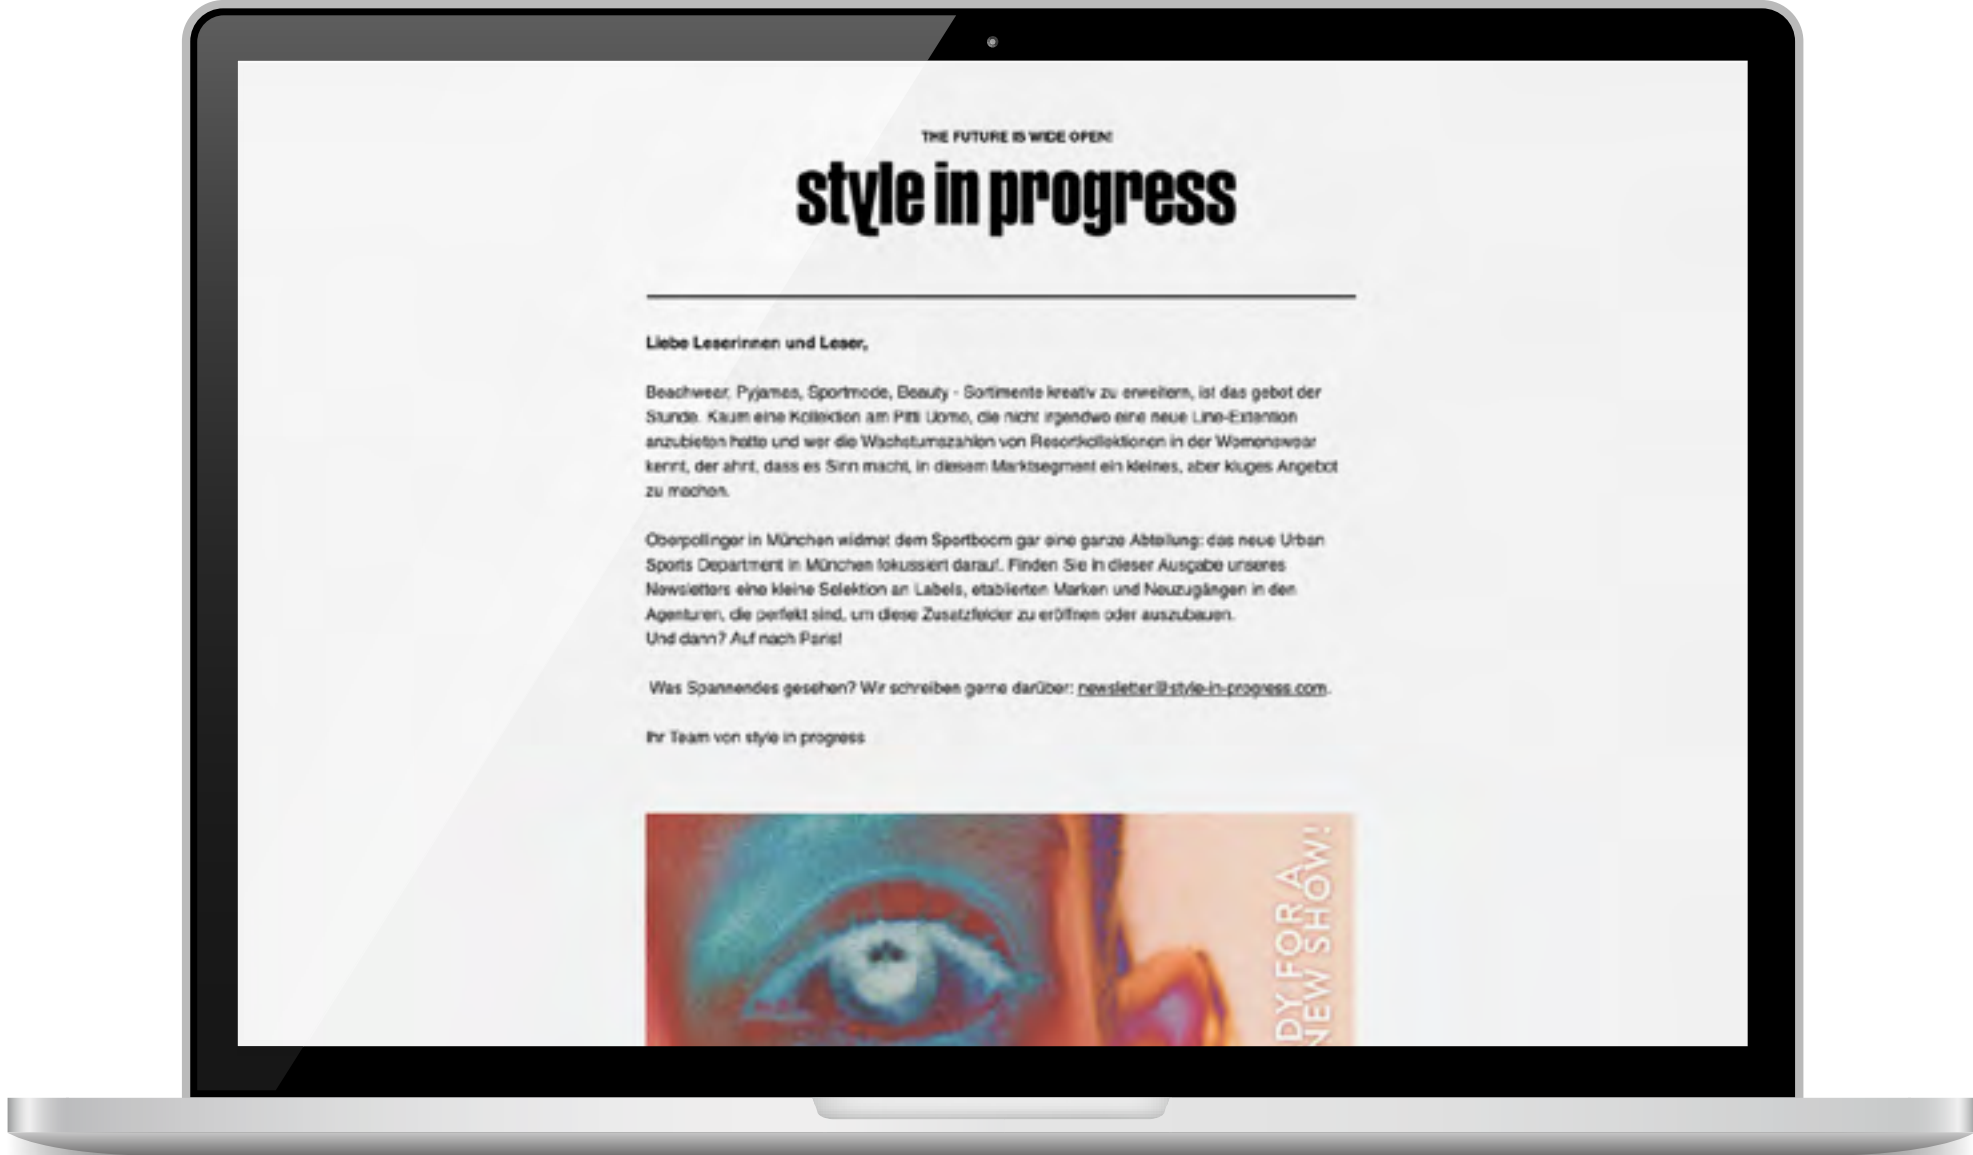 THE FUTURE IS WIDE OPEN!
style in progress
Liebe Leserinnen und Leser,
Beachwear, Pyjamas, Sportmode, Beauty - Sortimente kreativ zu erweitern, ist das gebot der
Stunde. Kaum eine Kollektion am Pitti Uomo, die nicht irgendwo eine neue Line-Extention
anzubieten hatte und wer die Wachstumszahlen von Resortkollektionen in der Womenswear
kennt, der ahnt, dass es Sinn macht, in diesem Marktsegment ein kleines, aber kluges Angebot
zu machen.
Oberpollinger in München widmet dem Sportboom gar eine ganze Abteilung: das neue Urban
Sports Department in München fokussiert darauf. Finden Sie in dieser Ausgabe unseres
Newsletters eine kleine Selektion an Labels, etablierten Marken und Neuzugängen in den
Agenturen, die perfekt sind, um diese Zusatzfelder zu eröffnen oder auszubauen.
Und dann? Auf nach Paris!
Was Spannendes gesehen? Wir schreiben gerne darüber: newsletter@style-in-progress.com.
Ihr Team von style in progress
DY FOR A
NEW SHOW!